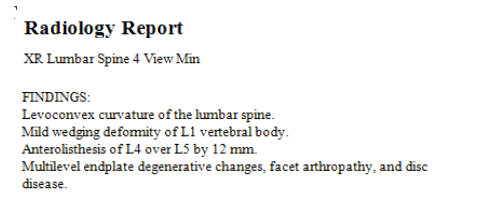 Radiology Report
XR Lumbar Spine 4 View Min
FINDINGS:
Levoconvex curvature of the lumbar spine.
Mild wedging deformity of L1 vertebral body.
Anterolisthesis of L4 over L5 by 12 mm.
Multilevel endplate degenerative changes, facet arthropathy, and disc
disease.